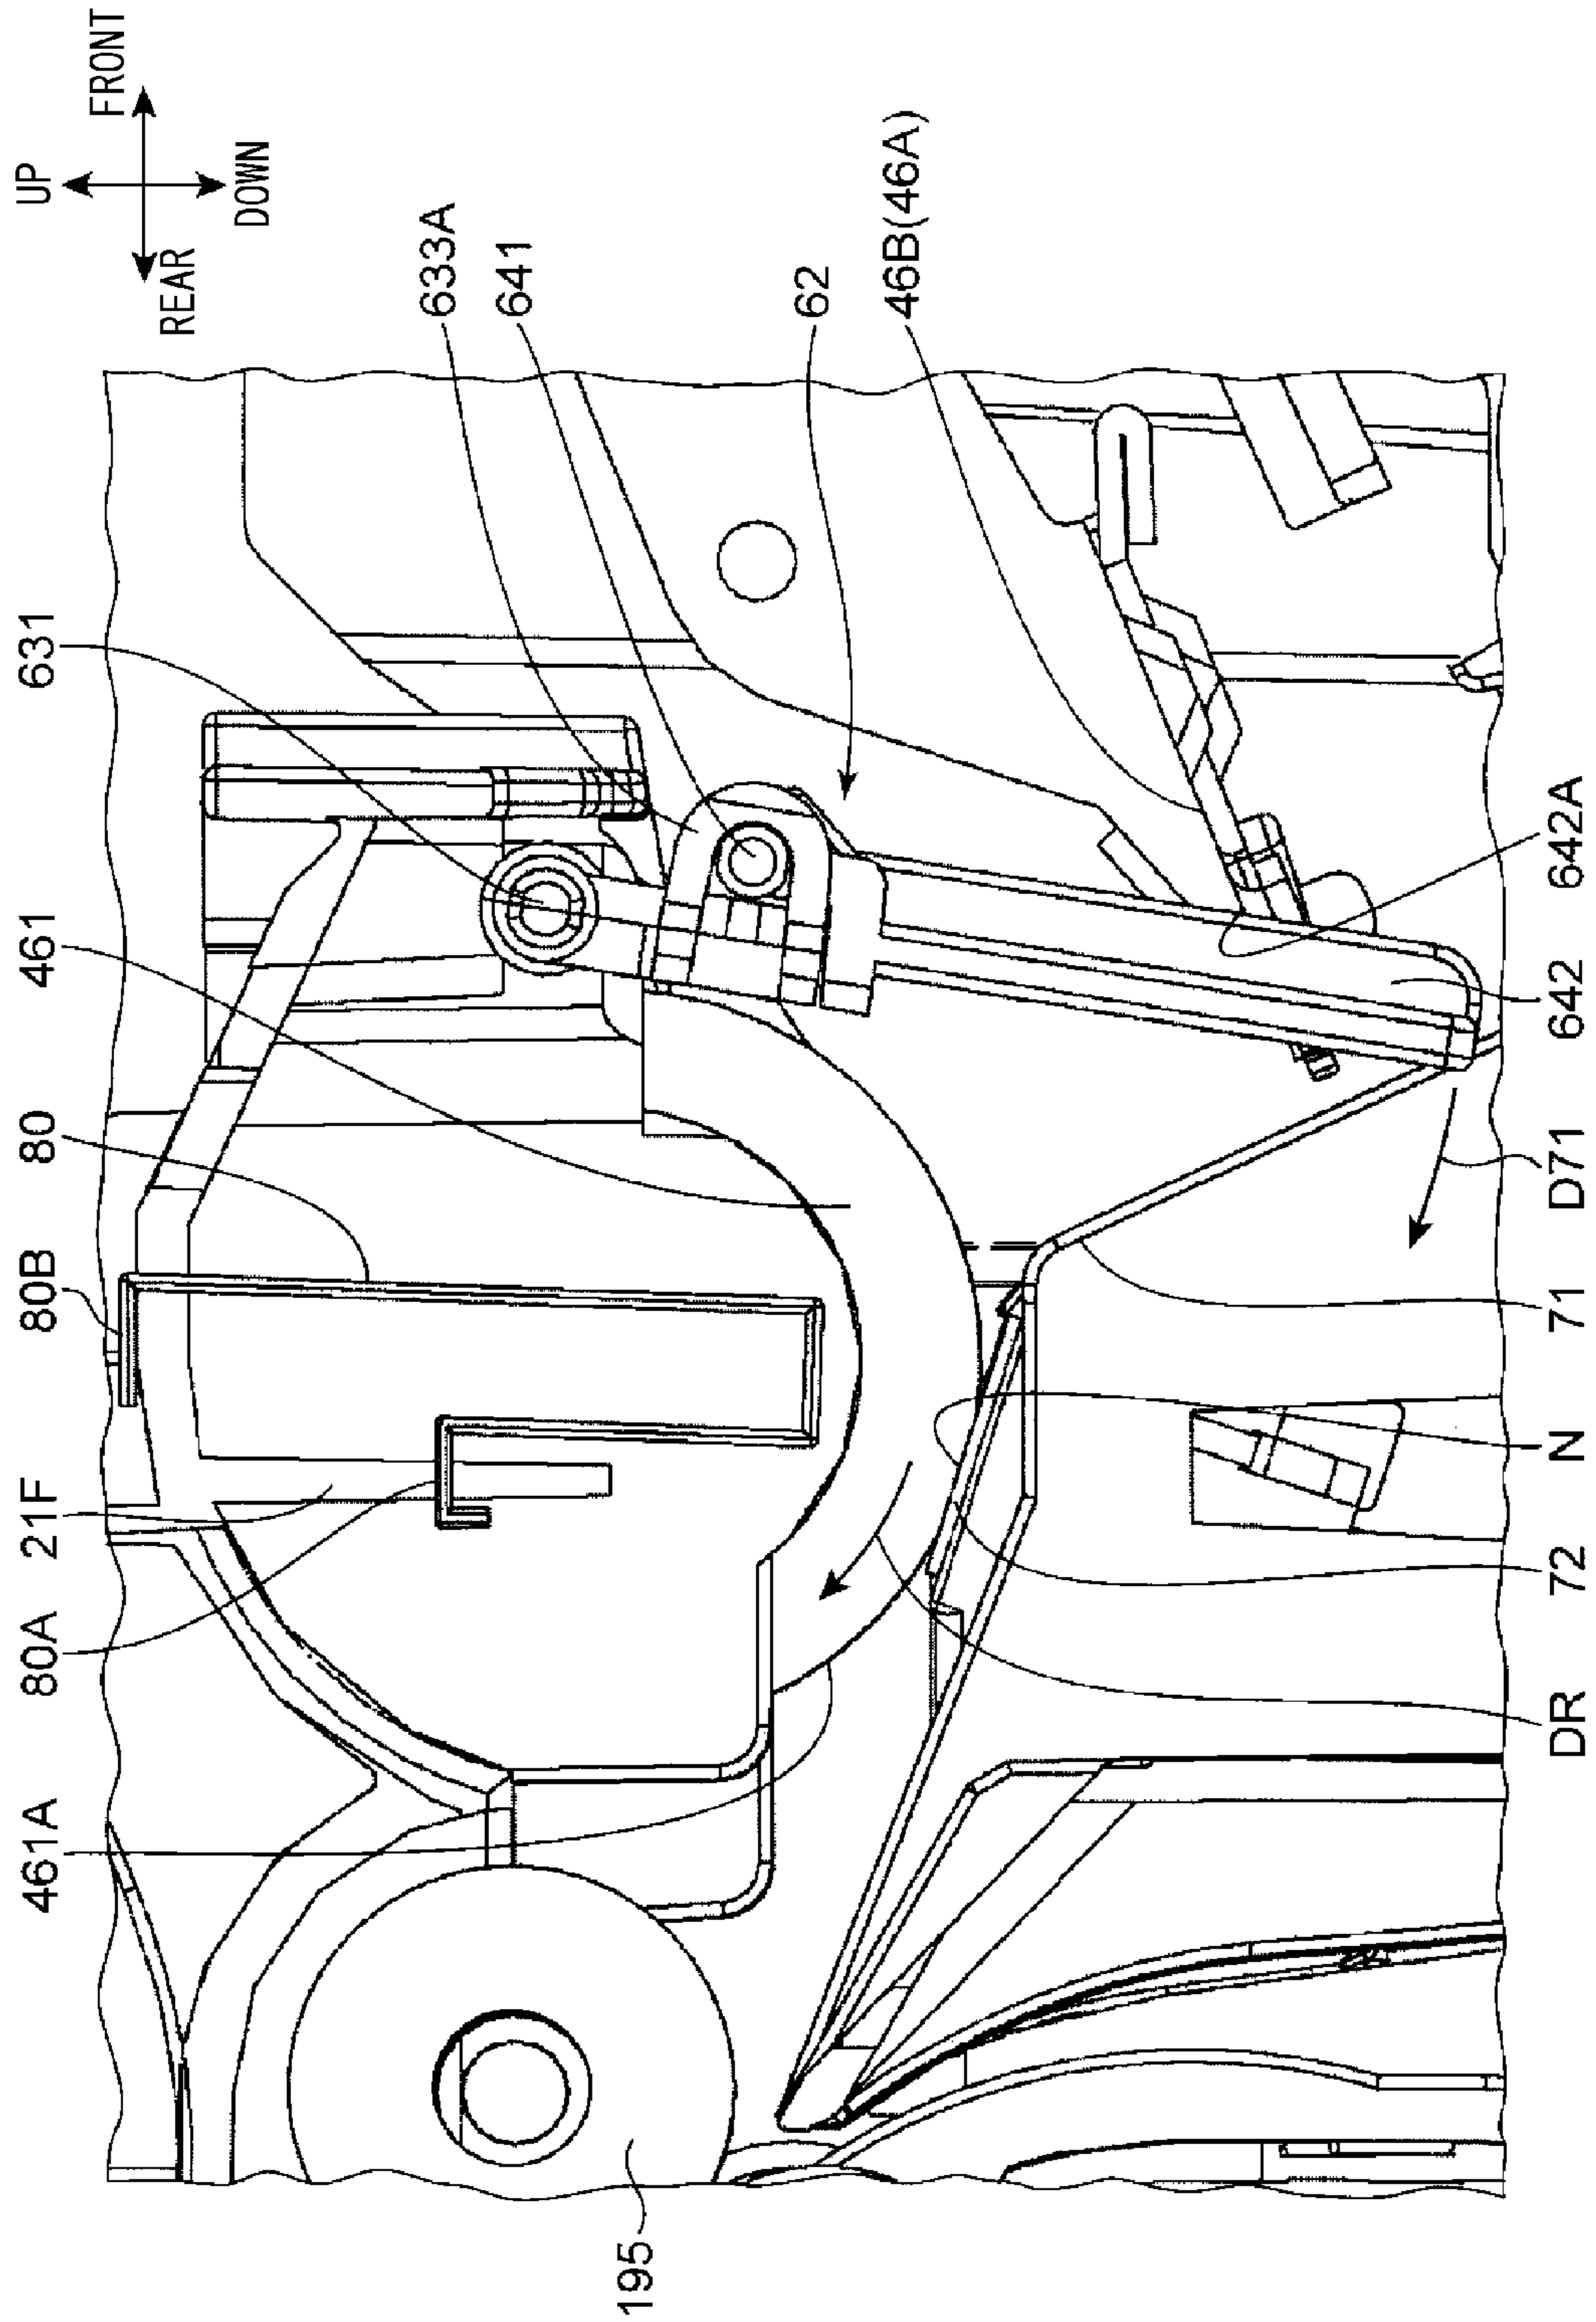 461A 80A 21F 80B 80 461 631
UP
FRONT
REAR
DOWN
633A
641
62
46B(46A)
195
DR 72 N 71 D71 642 642A